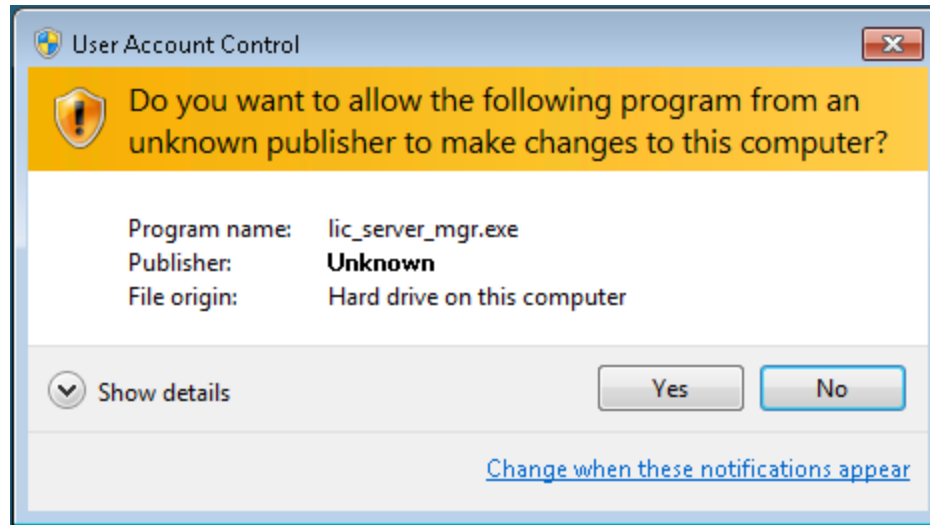 User Account Control
Do you want to allow the following program from an
unknown publisher to make changes to this computer?
Program name: lic_server_mgr.exe
Publisher: Unknown
File origin: Hard drive on this computer
Show details Yes No
Change when these notifications appear